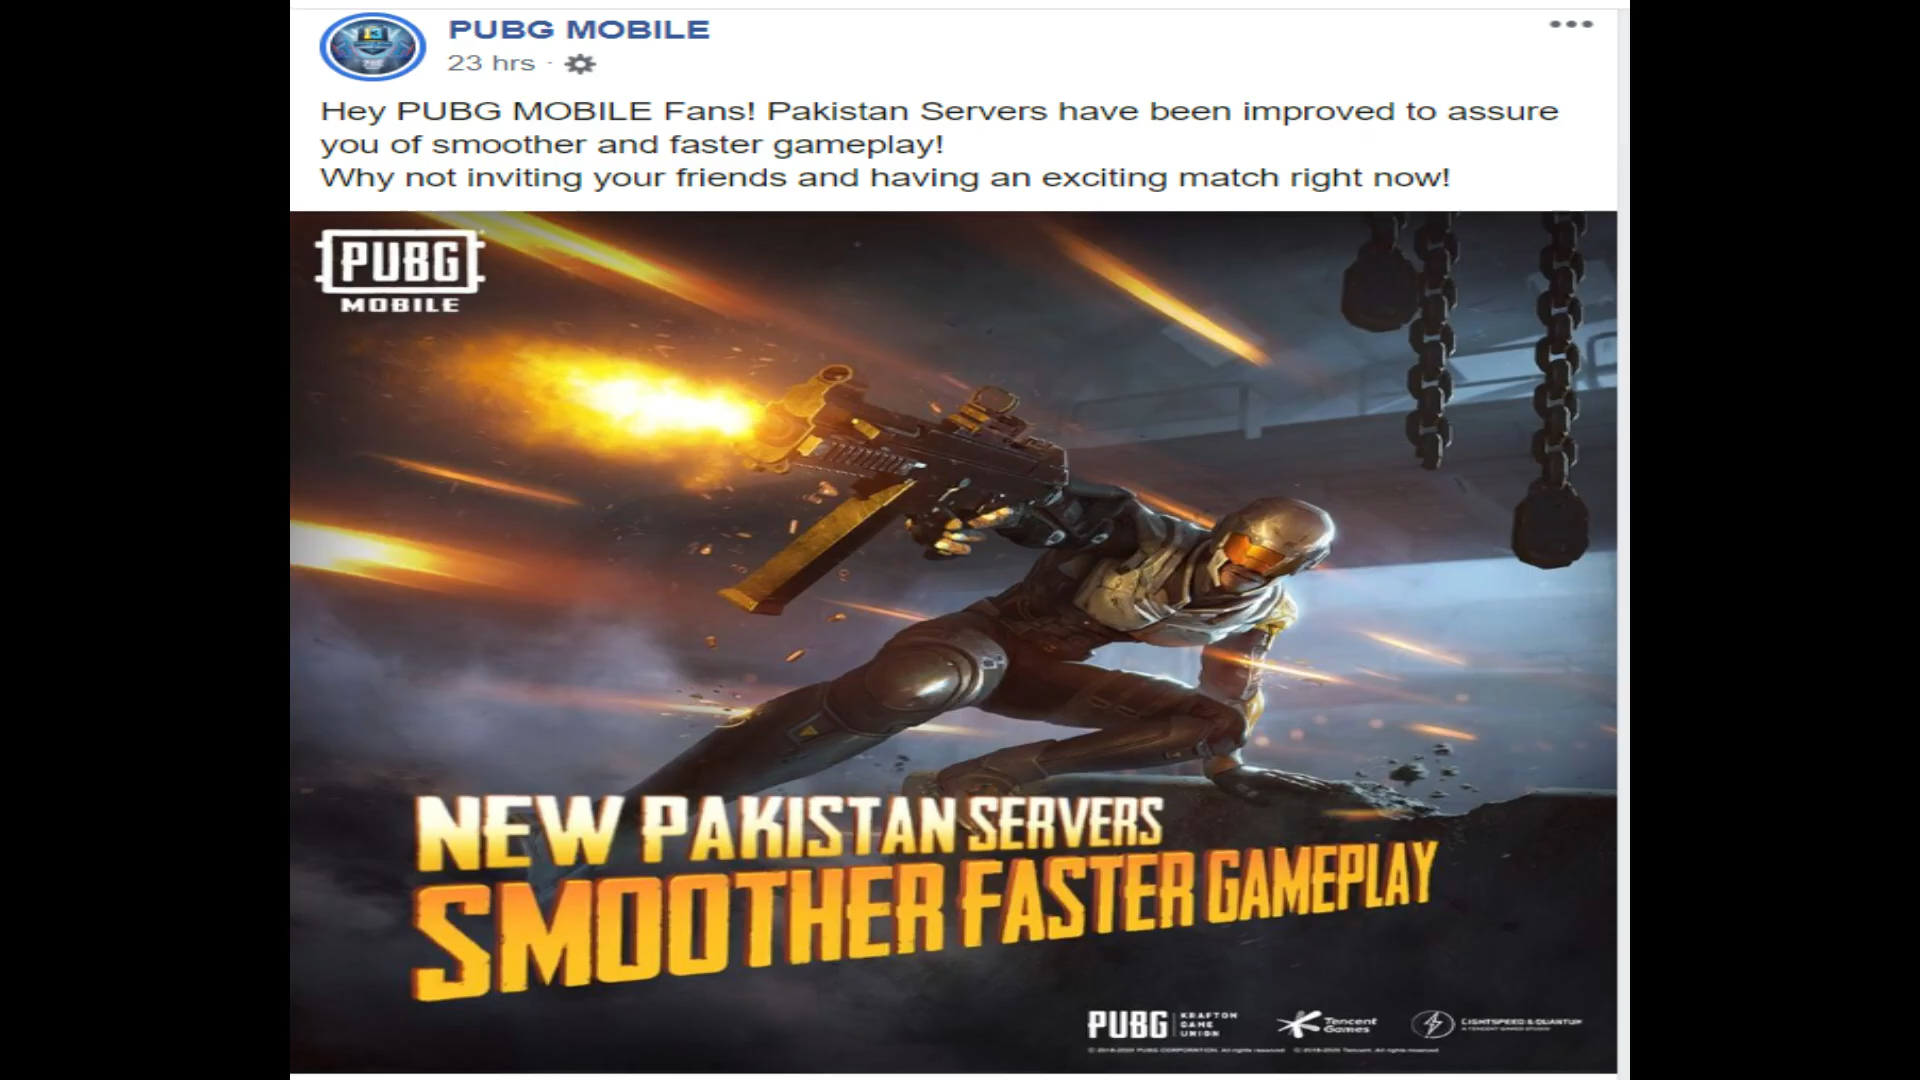 PUBG MOBILE
23 hrs ·
Hey PUBG MOBILE Fans! Pakistan Servers have been improved to assure
you of smoother and faster gameplay!
Why not inviting your friends and having an exciting match right now!
PUBG
MOBILE
NEW PAKISTAN SERVERS
SMOOTHER FASTER GAMEPLAY
PUBG KRAFTON GAME UNION
Tencent Games
LIGHTSPEED & QUANTUM